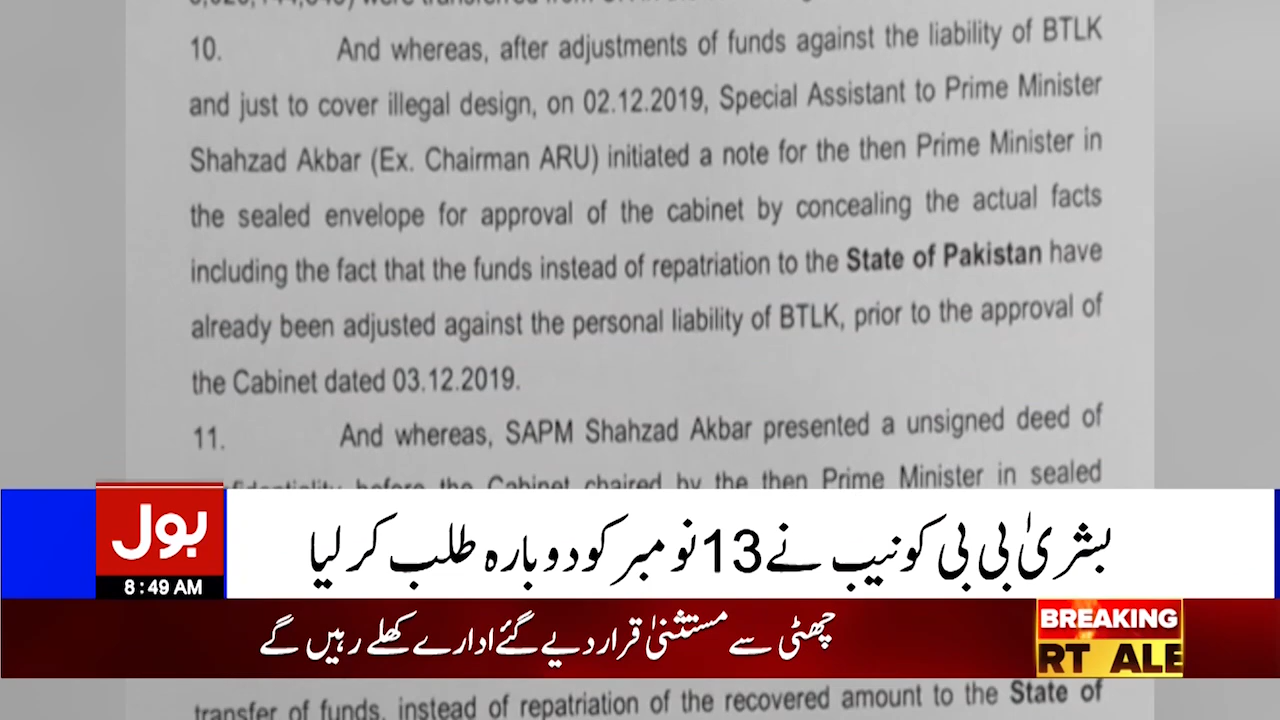 10. And whereas, after adjustments of funds against the liability of BTLK
and just to cover illegal design, on 02.12.2019, Special Assistant to Prime Minister
Shahzad Akbar (Ex. Chairman ARU) initiated a note for the then Prime Minister in
the sealed envelope for approval of the cabinet by concealing the actual facts
including the fact that the funds instead of repatriation to the State of Pakistan have
already been adjusted against the personal liability of BTLK, prior to the approval of
the Cabinet dated 03.12.2019.
11. And whereas, SAPM Shahzad Akbar presented a unsigned deed of
before the Cabinet chaired by the then Prime Minister in sealed
بول
8:49 AM
بشریٰ بی بی کو نیب نے 13 نومبر کو دوبارہ طلب کر لیا
چھٹی سے مستثنیٰ قرار دیے گئے ادارے کھلے رہیں گے
BREAKING
RT ALE
transfer of funds, instead of repatriation of the recovered amount to the State of